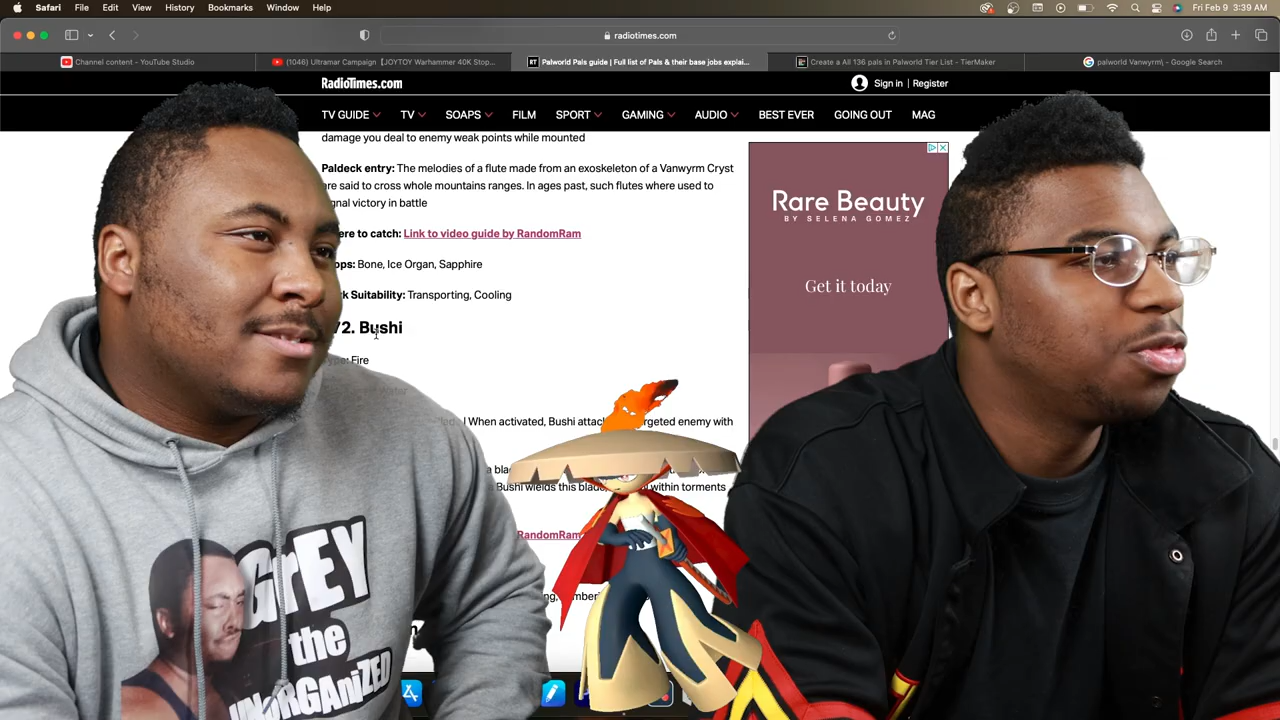 Safari File Edit View History Bookmarks Window Help Fri Feb 9 3:39 AM
radiotimes.com
Channel content - YouTube Studio
(1046) Ultramar Campaign【JOYTOY Warhammer 40K Stop...
RT Palworld Pals guide | Full list of Pals & their base jobs explai...
Create a All 136 pals in Palworld Tier List - TierMaker
palworld Vanwyrm\ - Google Search
RadioTimes.com Sign in | Register
TV GUIDE TV SOAPS FILM SPORT GAMING AUDIO BEST EVER GOING OUT MAG
damage you deal to enemy weak points while mounted
Paldeck entry: The melodies of a flute made from an exoskeleton of a Vanwyrm Cryst
are said to cross whole mountains ranges. In ages past, such flutes where used to
gnal victory in battle
ere to catch: Link to video guide by RandomRam
ops: Bone, Ice Organ, Sapphire
k Suitability: Transporting, Cooling
72. Bushi
Type: Fire
Water
When activated, Bushi attac rgeted enemy with
a bla
Bushi wields this blad within torments
RandomRam
Rare Beauty
BY SELENA GOMEZ
Get it today
GrEY
the
UNORGANiZED